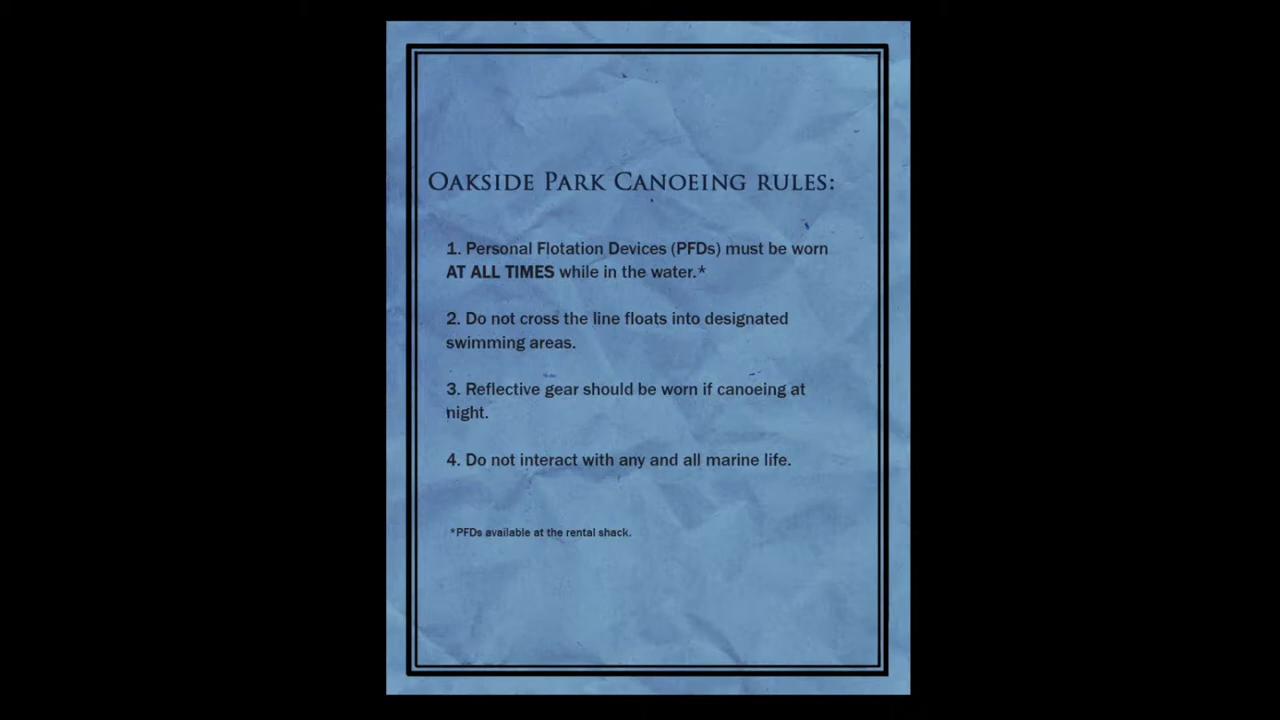 OAKSIDE PARK CANOEING RULES:
1. Personal Flotation Devices (PFDs) must be worn
AT ALL TIMES while in the water.*
2. Do not cross the line floats into designated
swimming areas.
3. Reflective gear should be worn if canoeing at
night.
4. Do not interact with any and all marine life.
*PFDs available at the rental shack.